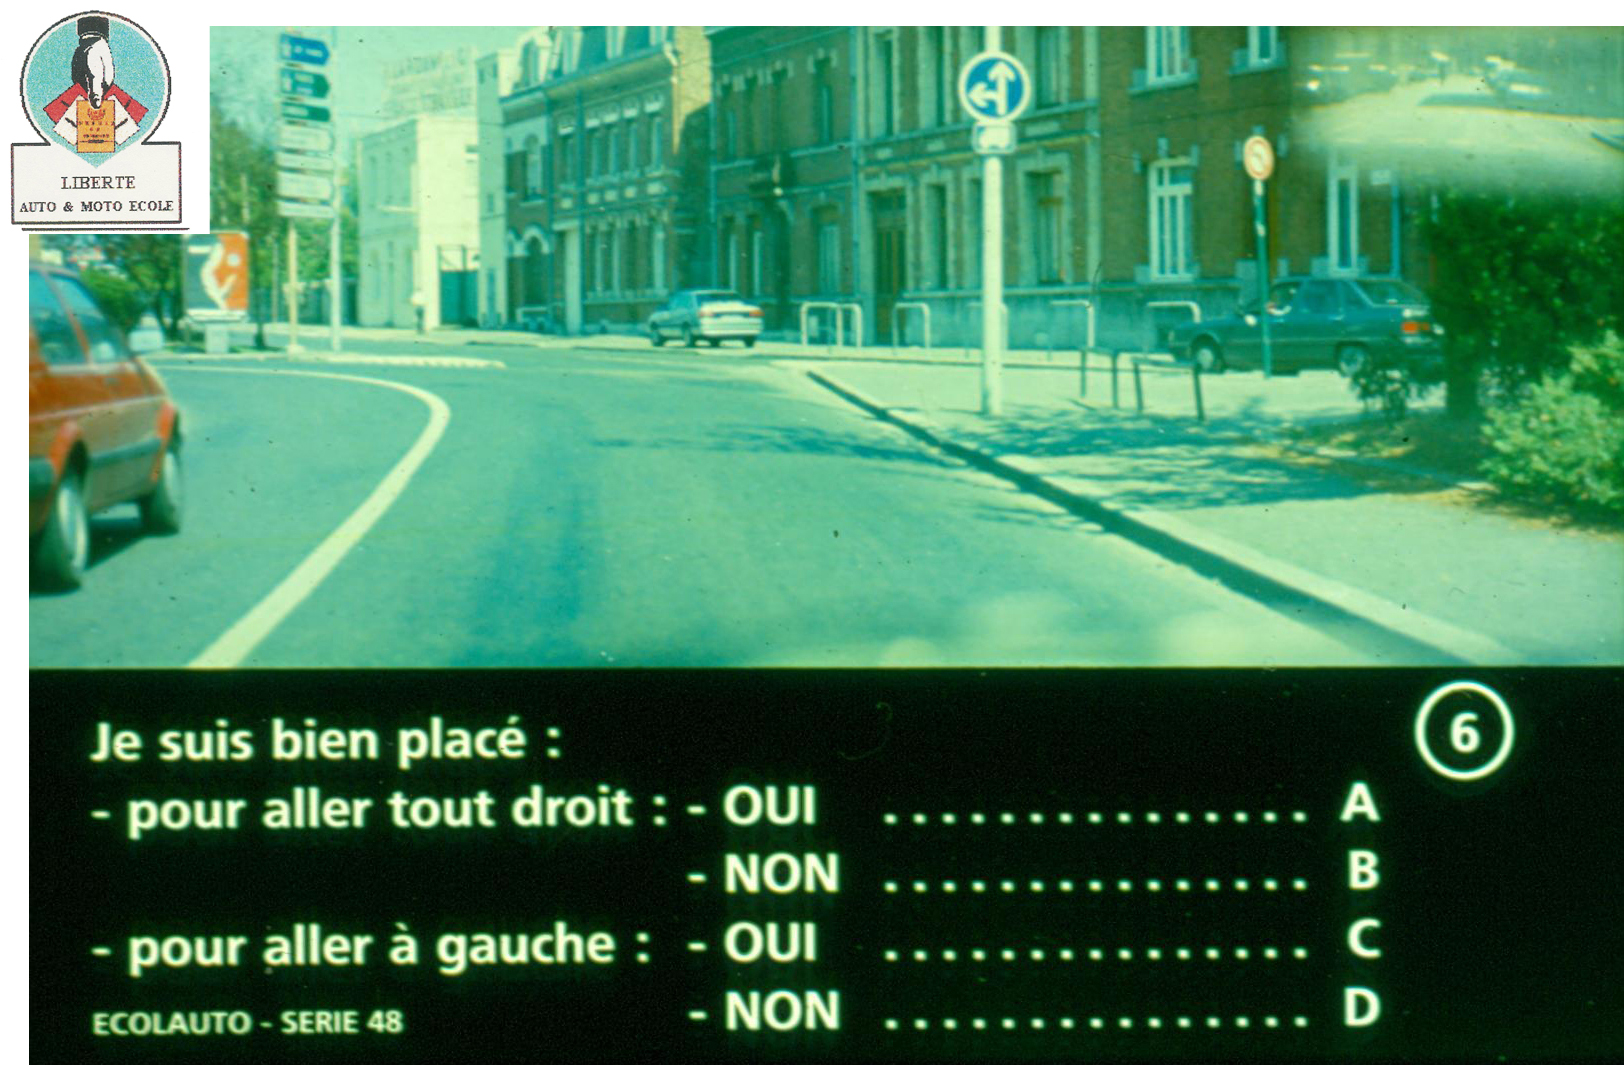 LIBERTE
AUTO & MOTO ECOLE
6
Je suis bien placé :
- pour aller tout droit : - OUI ............... A
- NON ............... B
- pour aller à gauche : - OUI ............... C
- NON ............... D
ECOLAUTO - SERIE 48